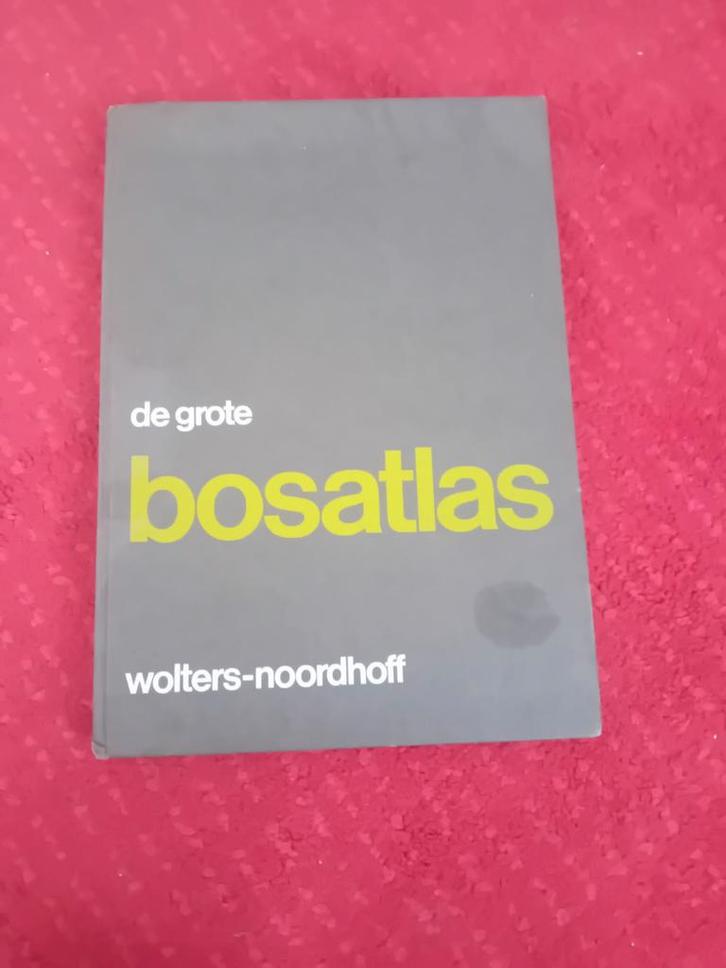 de grote
bosatlas
wolters-noordhoff